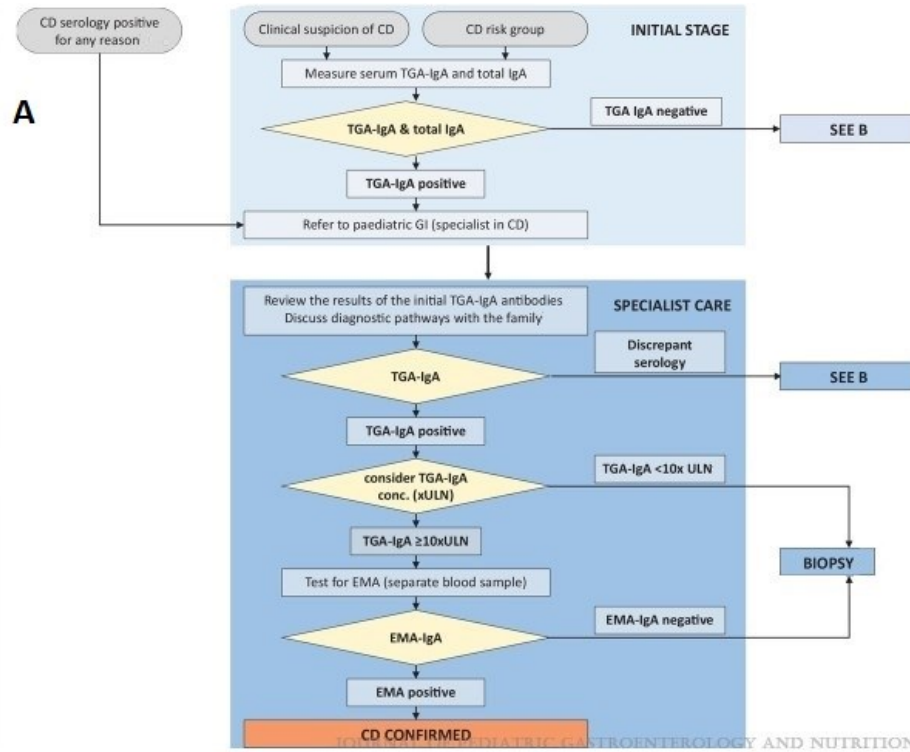 CD serology positive
for any reason
Clinical suspicion of CD
CD risk group
INITIAL STAGE
Measure serum TGA-IgA and total IgA
A
TGA-IgA & total IgA
TGA IgA negative
SEE B
TGA-IgA positive
Refer to paediatric GI (specialist in CD)
Review the results of the initial TGA-IgA antibodies
Discuss diagnostic pathways with the family
SPECIALIST CARE
TGA-IgA
Discrepant
serology
SEE B
TGA-IgA positive
consider TGA-IgA
conc. (xULN)
TGA-IgA <10x ULN
TGA-IgA ≥10xULN
BIOPSY
Test for EMA (separate blood sample)
EMA-IgA
EMA-IgA negative
EMA positive
CD CONFIRMED
JOURNAL OF PEDIATRIC GASTROENTEROLOGY AND NUTRITION